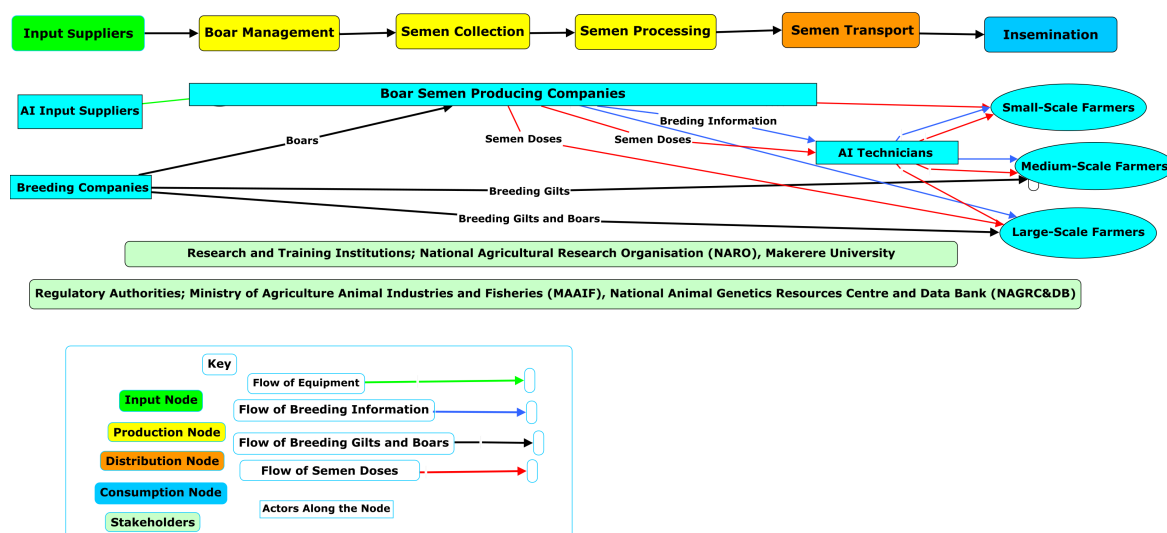 Input Suppliers
Boar Management
Semen Collection
Semen Processing
Semen Transport
Insemination
AI Input Suppliers
Boar Semen Producing Companies
Small-Scale Farmers
Breding Information
Boars
Semen Doses
Semen Doses
AI Technicians
Medium-Scale Farmers
Breeding Companies
Breeding Gilts
Breeding Gilts and Boars
Large-Scale Farmers
Research and Training Institutions; National Agricultural Research Organisation (NARO), Makerere University
Regulatory Authorities; Ministry of Agriculture Animal Industries and Fisheries (MAAIF), National Animal Genetics Resources Centre and Data Bank (NAGRC&DB)
Key
Flow of Equipment
Input Node
Flow of Breeding Information
Production Node
Flow of Breeding Gilts and Boars
Distribution Node
Flow of Semen Doses
Consumption Node
Actors Along the Node
Stakeholders